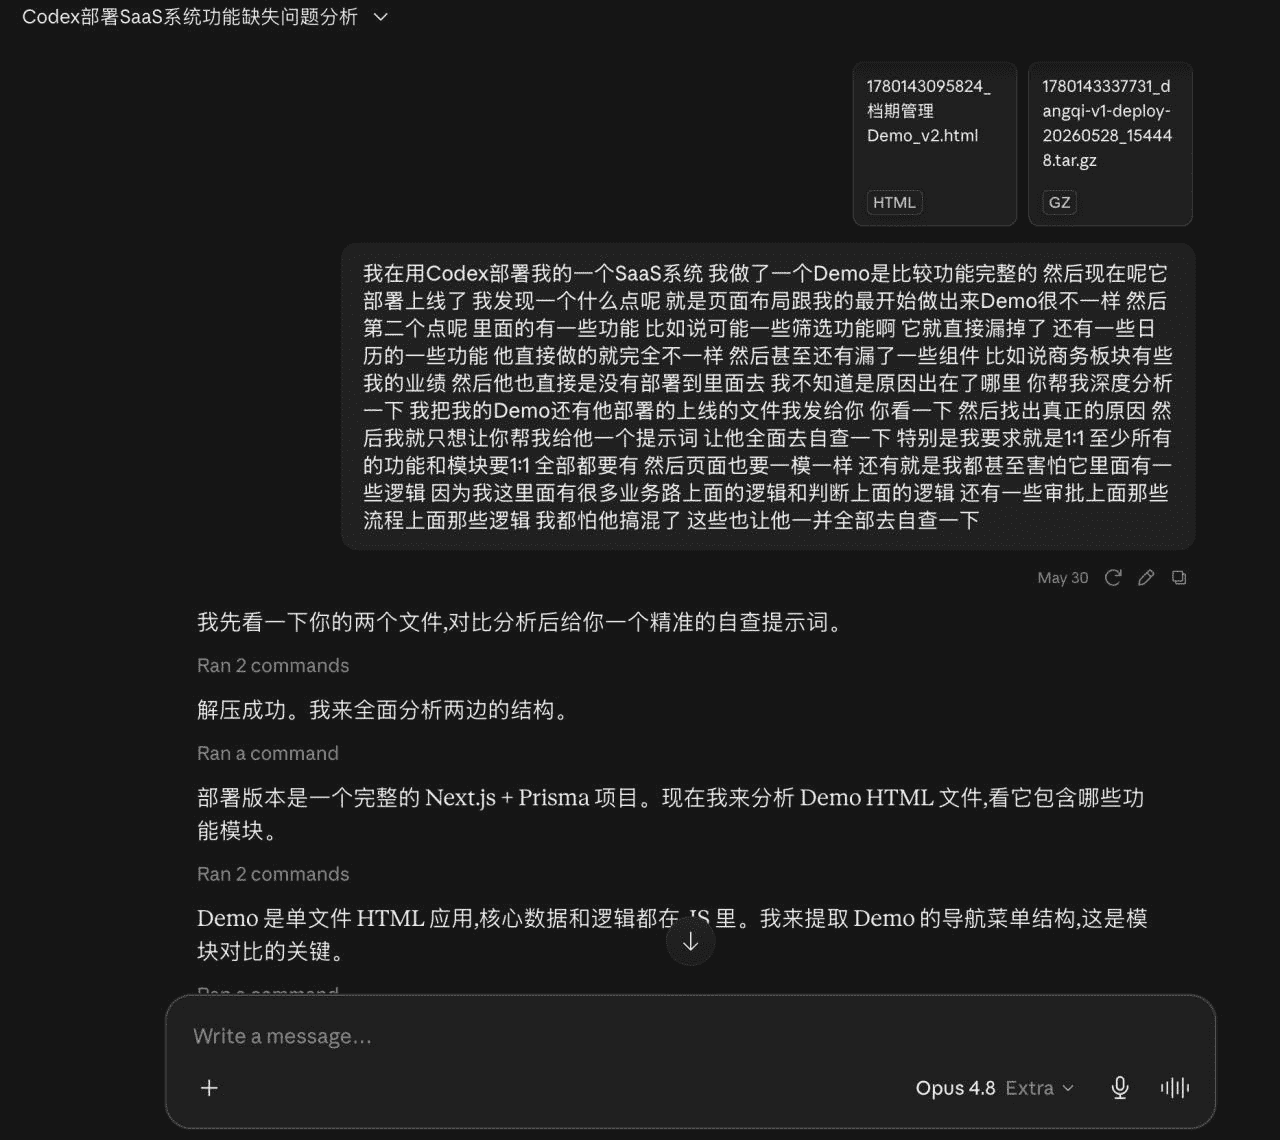 Codex部署SaaS系统功能缺失问题分析
1780143095824_
档期管理
Demo_v2.html
HTML
1780143337731_d
angqi-v1-deploy-
20260528_15444
8.tar.gz
GZ
我在用Codex部署我的一个SaaS系统 我做了一个Demo是比较功能完整的 然后现在呢它
部署上线了 我发现一个什么点呢 就是页面布局跟我的最开始做出来Demo很不一样 然后
第二个点呢 里面的有一些功能 比如说可能一些筛选功能啊 它就直接漏掉了 还有一些日
历的一些功能 他直接做的就完全不一样 然后甚至还有漏了一些组件 比如说商务板块有些
我的业绩 然后他也直接是没有部署到里面去 我不知道是原因出在了哪里 你帮我深度分析
一下 我把我的Demo还有他部署的上线的文件我发给你 你看一下 然后找出真正的原因 然
后我就只想让你帮我给他一个提示词 让他全面去自查一下 特别是我要求就是1:1 至少所有
的功能和模块要1:1 全部都要有 然后页面也要一模一样 还有就是我都甚至害怕它里面有一
些逻辑 因为我这里面有很多业务路上面的逻辑和判断上面的逻辑 还有一些审批上面那些
流程上面那些逻辑 我都怕他搞混了 这些也让他一并全部去自查一下
May 30
我先看一下你的两个文件,对比分析后给你一个精准的自查提示词。
Ran 2 commands
解压成功。我来全面分析两边的结构。
Ran a command
部署版本是一个完整的 Next.js + Prisma 项目。现在我来分析 Demo HTML 文件,看它包含哪些功
能模块。
Ran 2 commands
Demo 是单文件 HTML 应用,核心数据和逻辑都在 JS 里。我来提取 Demo 的导航菜单结构,这是模
块对比的关键。
Ran a command
Write a message...
Opus 4.8 Extra